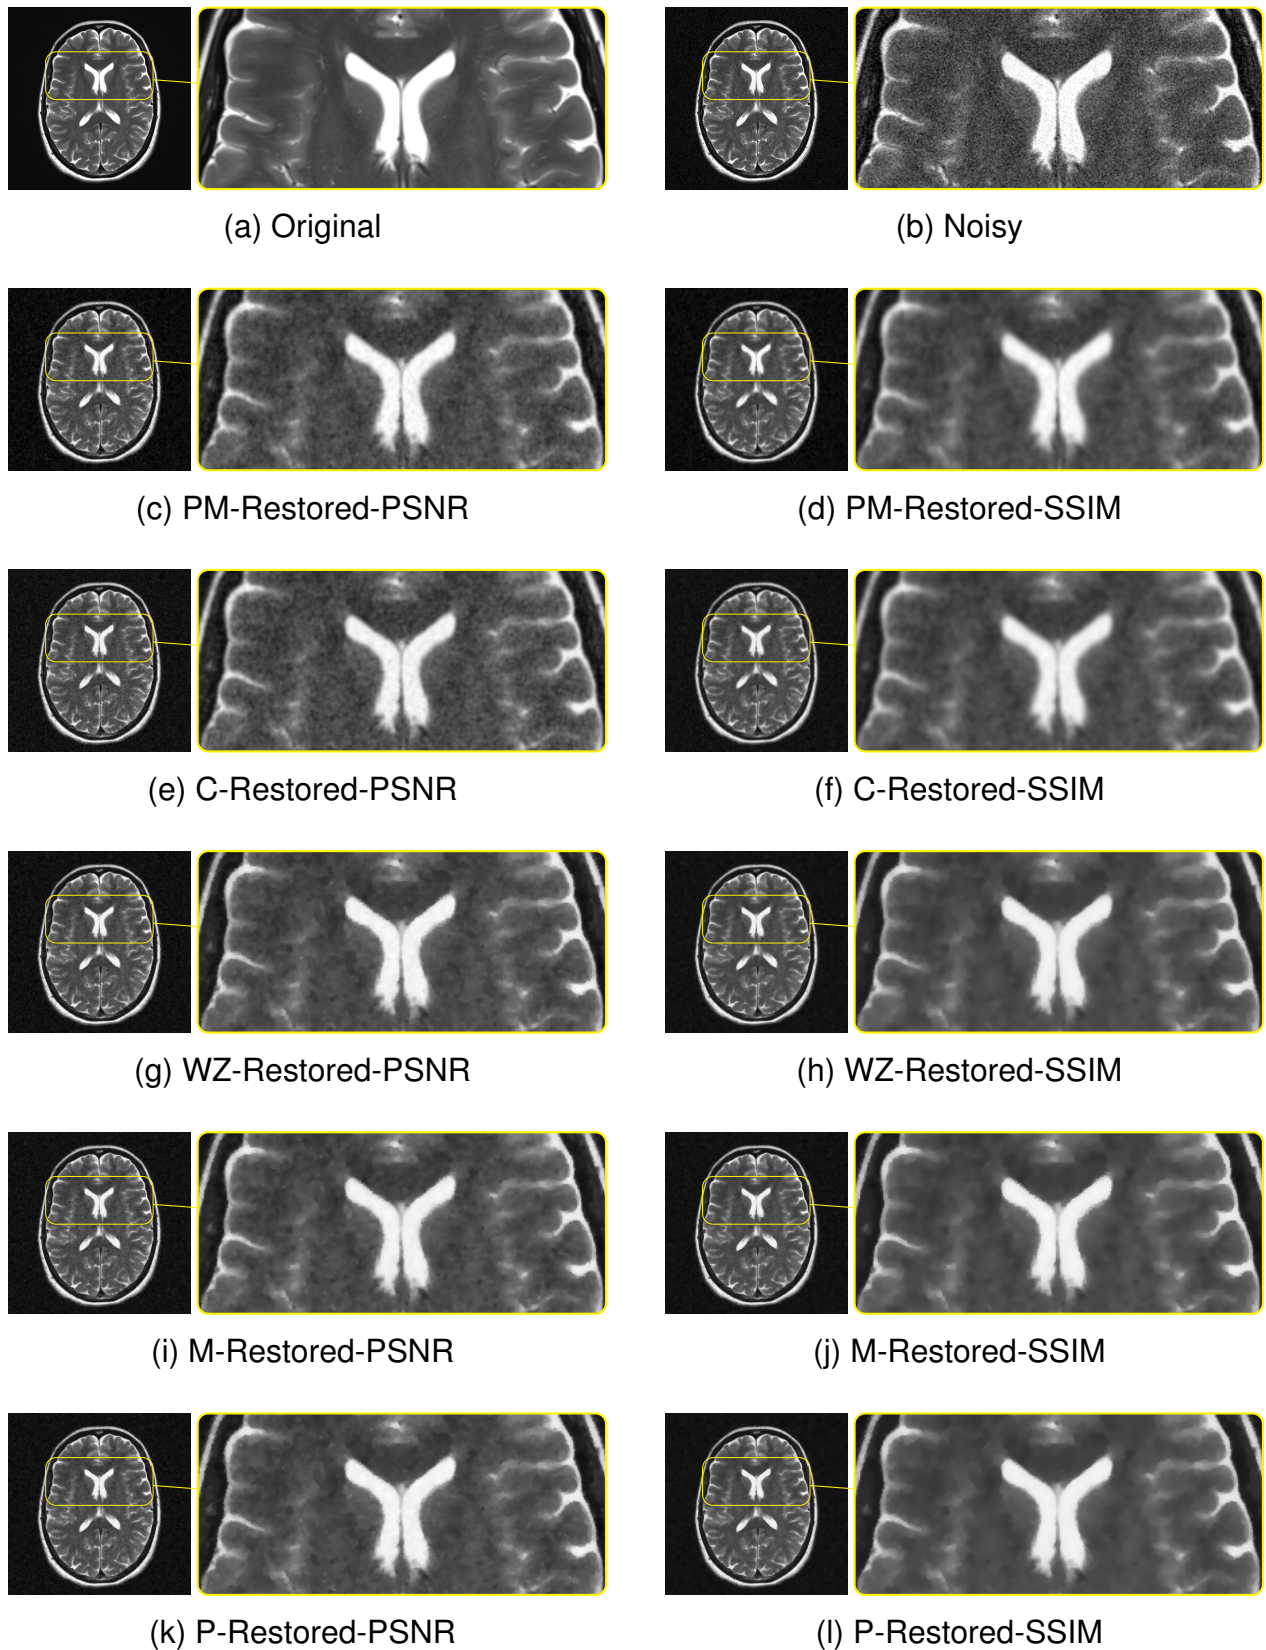 (a) Original
(b) Noisy
(c) PM-Restored-PSNR
(d) PM-Restored-SSIM
(e) C-Restored-PSNR
(f) C-Restored-SSIM
(g) WZ-Restored-PSNR
(h) WZ-Restored-SSIM
(i) M-Restored-PSNR
(j) M-Restored-SSIM
(k) P-Restored-PSNR
(l) P-Restored-SSIM